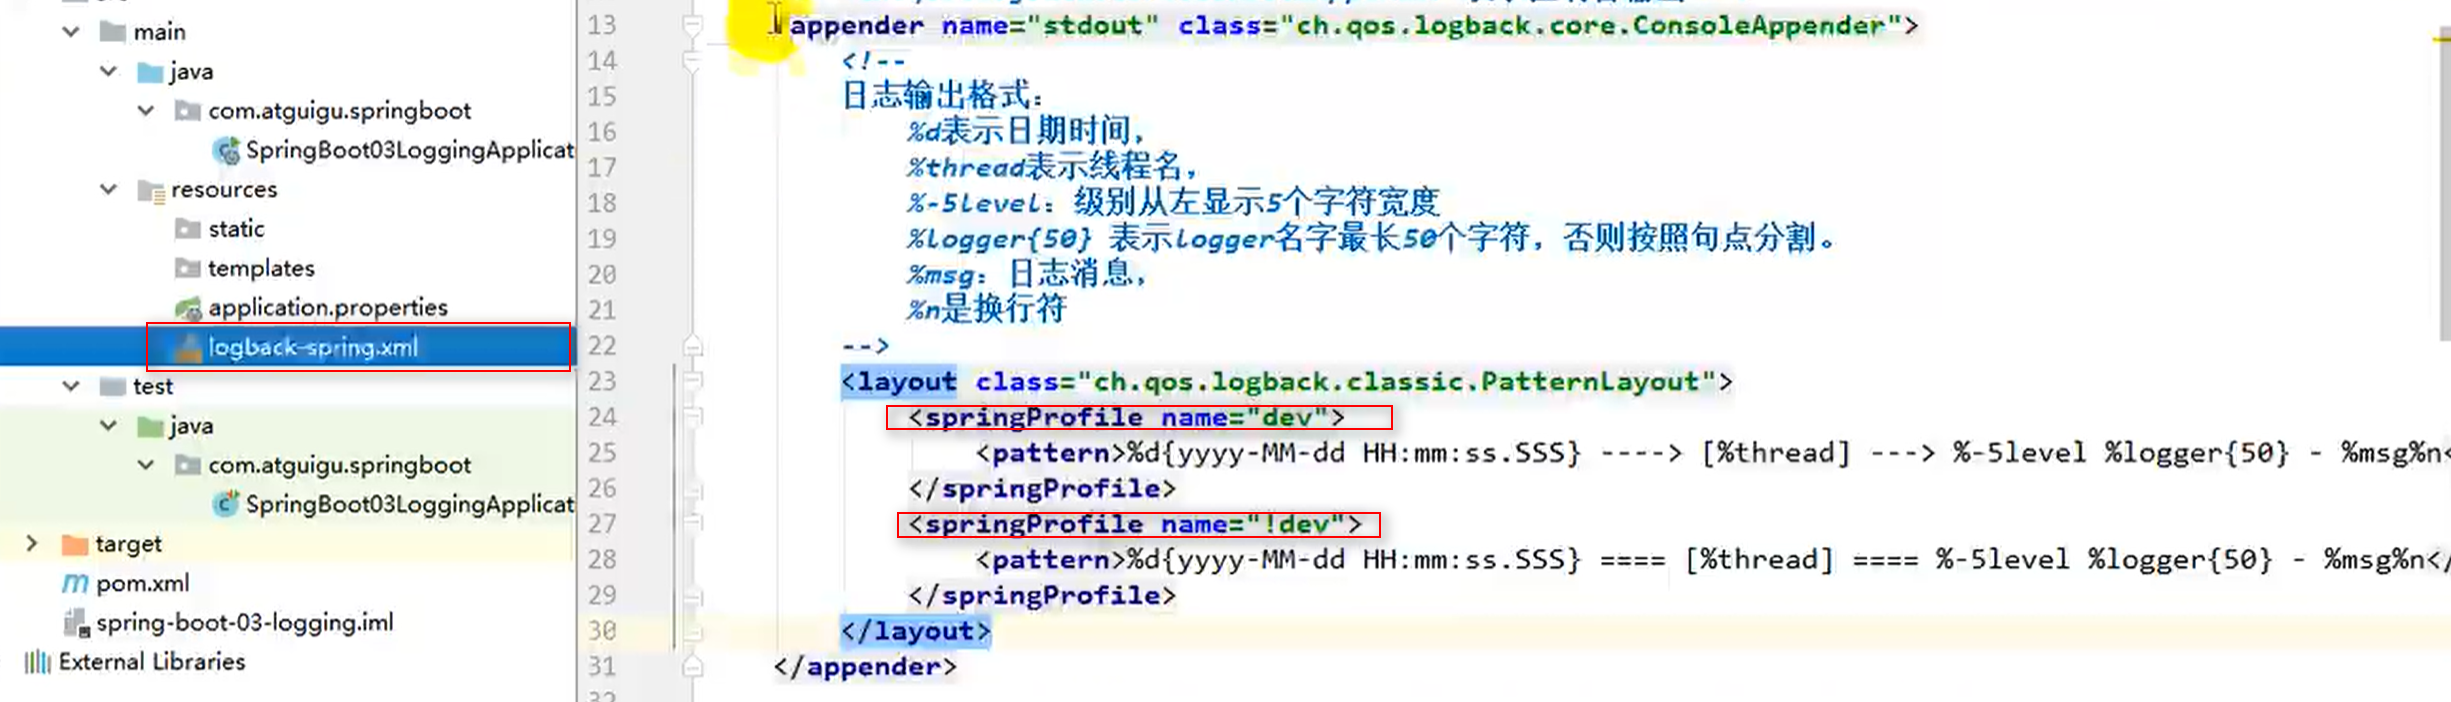 main
java
com.atguigu.springboot
SpringBoot03LoggingApplicat
resources
static
templates
application.properties
logback-spring.xml
test
java
com.atguigu.springboot
SpringBoot03LoggingApplicat
target
pom.xml
spring-boot-03-logging.iml
External Libraries
13 appender name="stdout" class="ch.qos.logback.core.ConsoleAppender">
14 <!--
15 日志输出格式：
16 %d表示日期时间，
17 %thread表示线程名，
18 %-5level：级别从左显示5个字符宽度
19 %logger{50} 表示logger名字最长50个字符，否则按照句点分割。
20 %msg：日志消息，
21 %n是换行符
22 -->
23 <layout class="ch.qos.logback.classic.PatternLayout">
24 <springProfile name="dev">
25 <pattern>%d{yyyy-MM-dd HH:mm:ss.SSS} ----> [%thread] ---> %-5level %logger{50} - %msg%n<
26 </springProfile>
27 <springProfile name="!dev">
28 <pattern>%d{yyyy-MM-dd HH:mm:ss.SSS} ==== [%thread] ==== %-5level %logger{50} - %msg%n</
29 </springProfile>
30 </layout>
31 </appender>